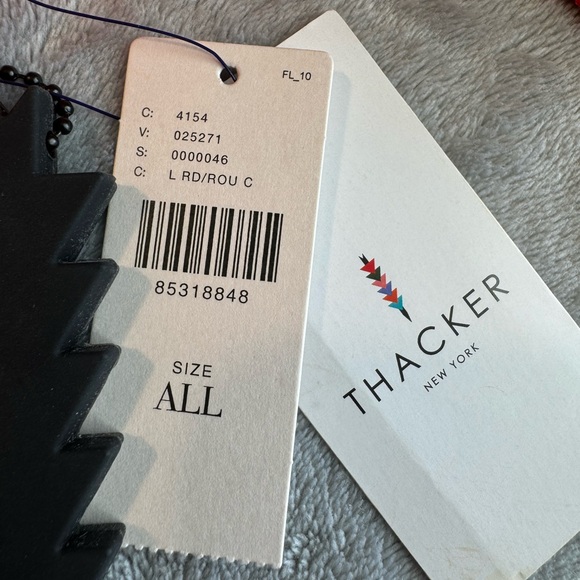 FL_10
C: 4154
V: 025271
S: 0000046
C: L RD/ROU C
85318848
SIZE
ALL
THACKER
NEW YORK